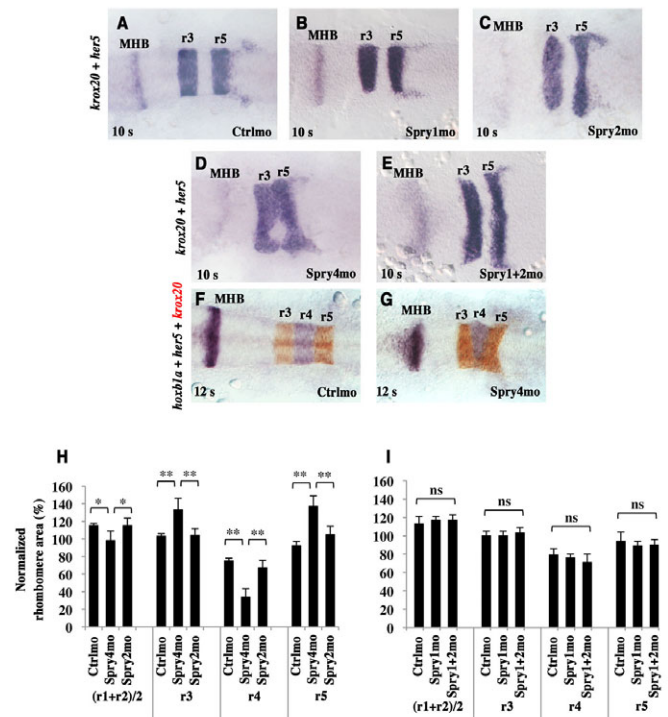 A
B
C
krox20 + her5
MHB
r3 r5
10 s
Ctrlmo
MHB
r3 r5
10 s
Spry1mo
MHB
r3 r5
10 s
Spry2mo
D
E
krox20 + her5
MHB
r3 r5
10 s
Spry4mo
MHB
r3 r5
10 s
Spry1+2mo
F
G
hoxb1a + her5 + krox20
MHB
r3 r4 r5
12 s
Ctrlmo
MHB
r3 r4 r5
12 s
Spry4mo
H
Normalized
rhombomere area (%)
160
140
120
100
80
60
40
20
0
* *
** **
** **
** **
Ctrlmo
Spry4mo
Spry2mo
Ctrlmo
Spry4mo
Spry2mo
Ctrlmo
Spry4mo
Spry2mo
Ctrlmo
Spry4mo
Spry2mo
(r1+r2)/2 r3 r4 r5
I
160
140
120
100
80
60
40
20
0
ns ns ns ns
Ctrlmo
Spry1mo
Spry1+2mo
Ctrlmo
Spry1mo
Spry1+2mo
Ctrlmo
Spry1mo
Spry1+2mo
Ctrlmo
Spry1mo
Spry1+2mo
(r1+r2)/2 r3 r4 r5